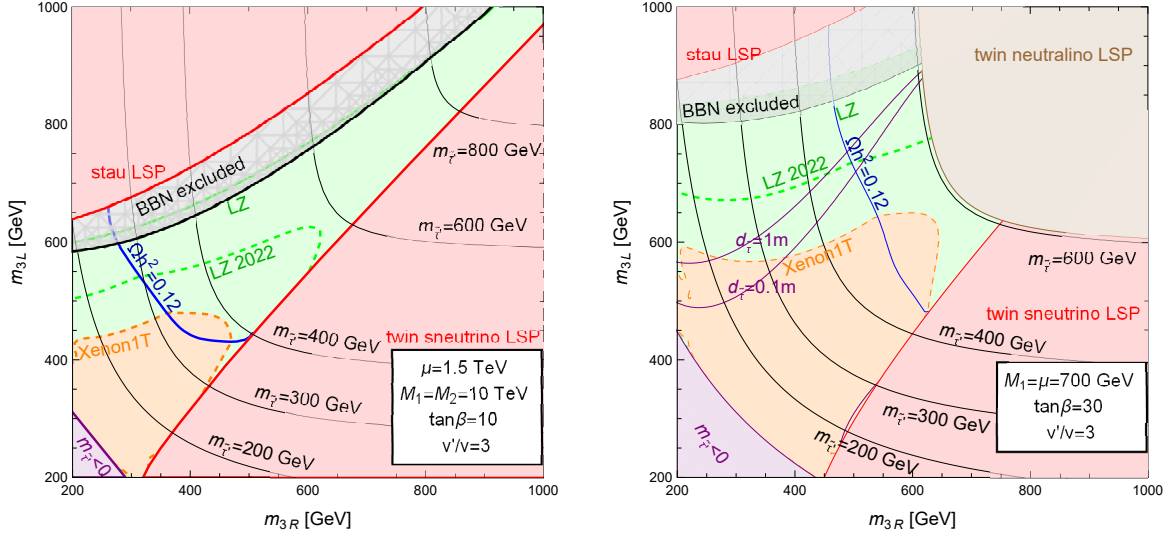 1000
800
600
400
200
m3L [GeV]
stau LSP
BBN excluded
LZ
Ωh²=0.12
LZ 2022
Xenon1T
mτ̃<0
mτ̃=800 GeV
mτ̃=600 GeV
twin sneutrino LSP
mτ̃=400 GeV
mτ̃=300 GeV
mτ̃=200 GeV
μ=1.5 TeV
M1=M2=10 TeV
tanβ=10
v'/v=3
200
400
600
800
1000
m3R [GeV]
1000
800
600
400
200
m3L [GeV]
stau LSP
twin neutralino LSP
BBN excluded
LZ
Ωh²=0.12
LZ 2022
dτ̃=1m
Xenon1T
dτ̃=0.1m
mτ̃'=600 GeV
twin sneutrino LSP
mτ̃'=400 GeV
mτ̃'=300 GeV
mτ̃'=200 GeV
mτ̃<0
M1=μ=700 GeV
tanβ=30
v'/v=3
200
400
600
800
1000
m3R [GeV]